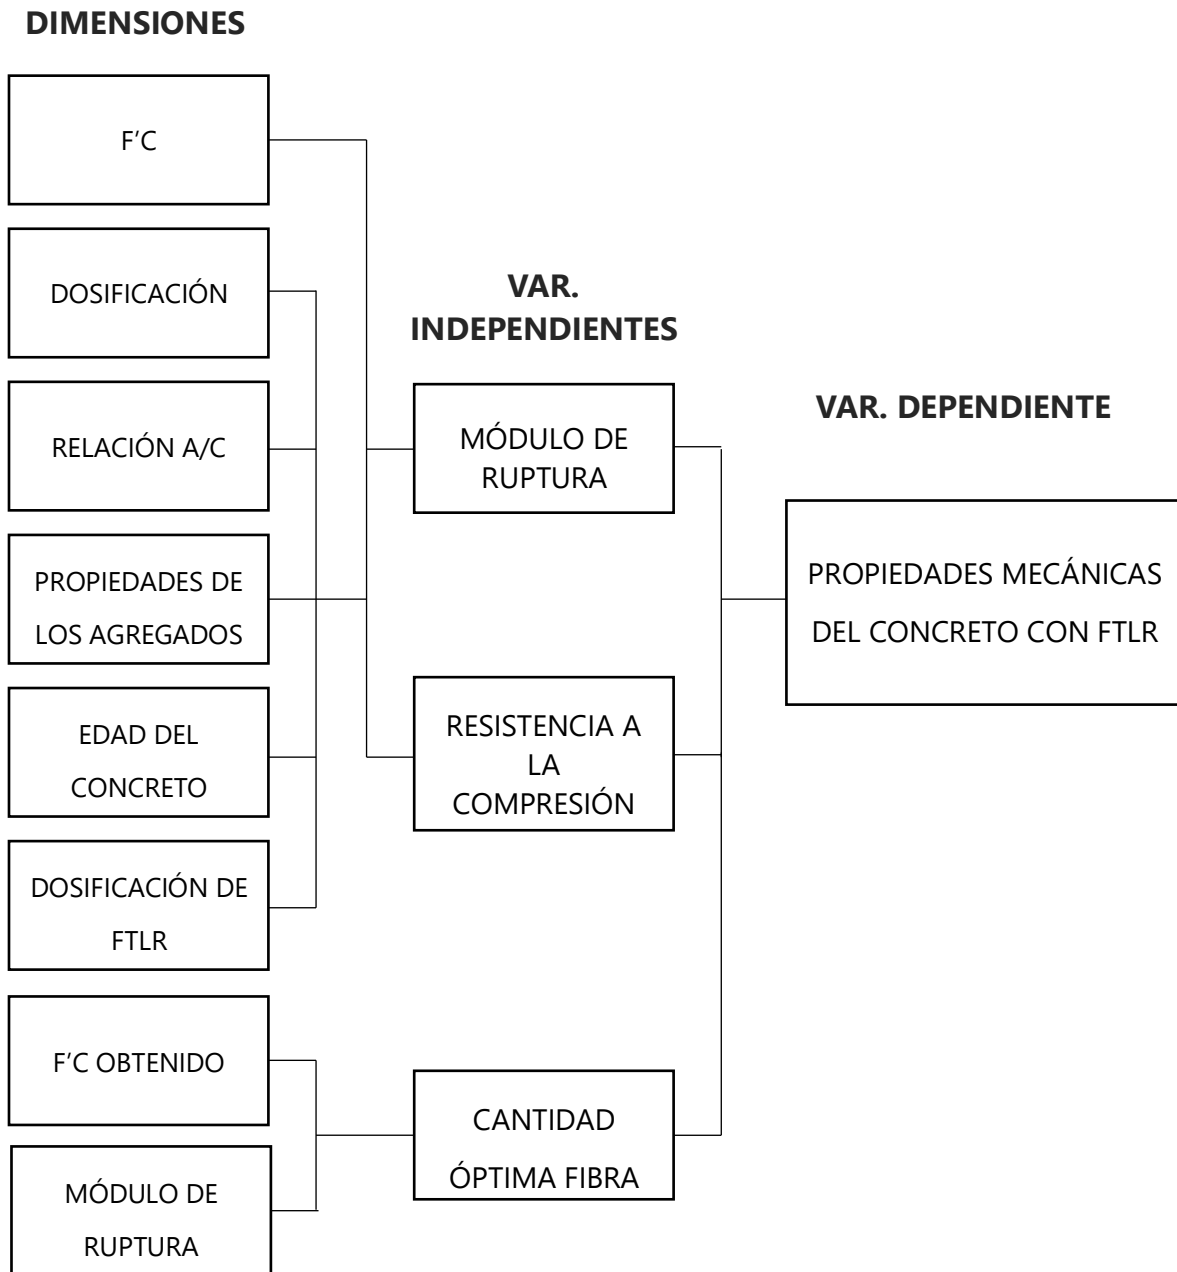 DIMENSIONES
F'C
DOSIFICACIÓN
RELACIÓN A/C
PROPIEDADES DE
LOS AGREGADOS
EDAD DEL
CONCRETO
DOSIFICACIÓN DE
FTLR
F'C OBTENIDO
MÓDULO DE
RUPTURA
VAR.
INDEPENDIENTES
MÓDULO DE
RUPTURA
RESISTENCIA A
LA
COMPRESIÓN
CANTIDAD
ÓPTIMA FIBRA
VAR. DEPENDIENTE
PROPIEDADES MECÁNICAS
DEL CONCRETO CON FTLR